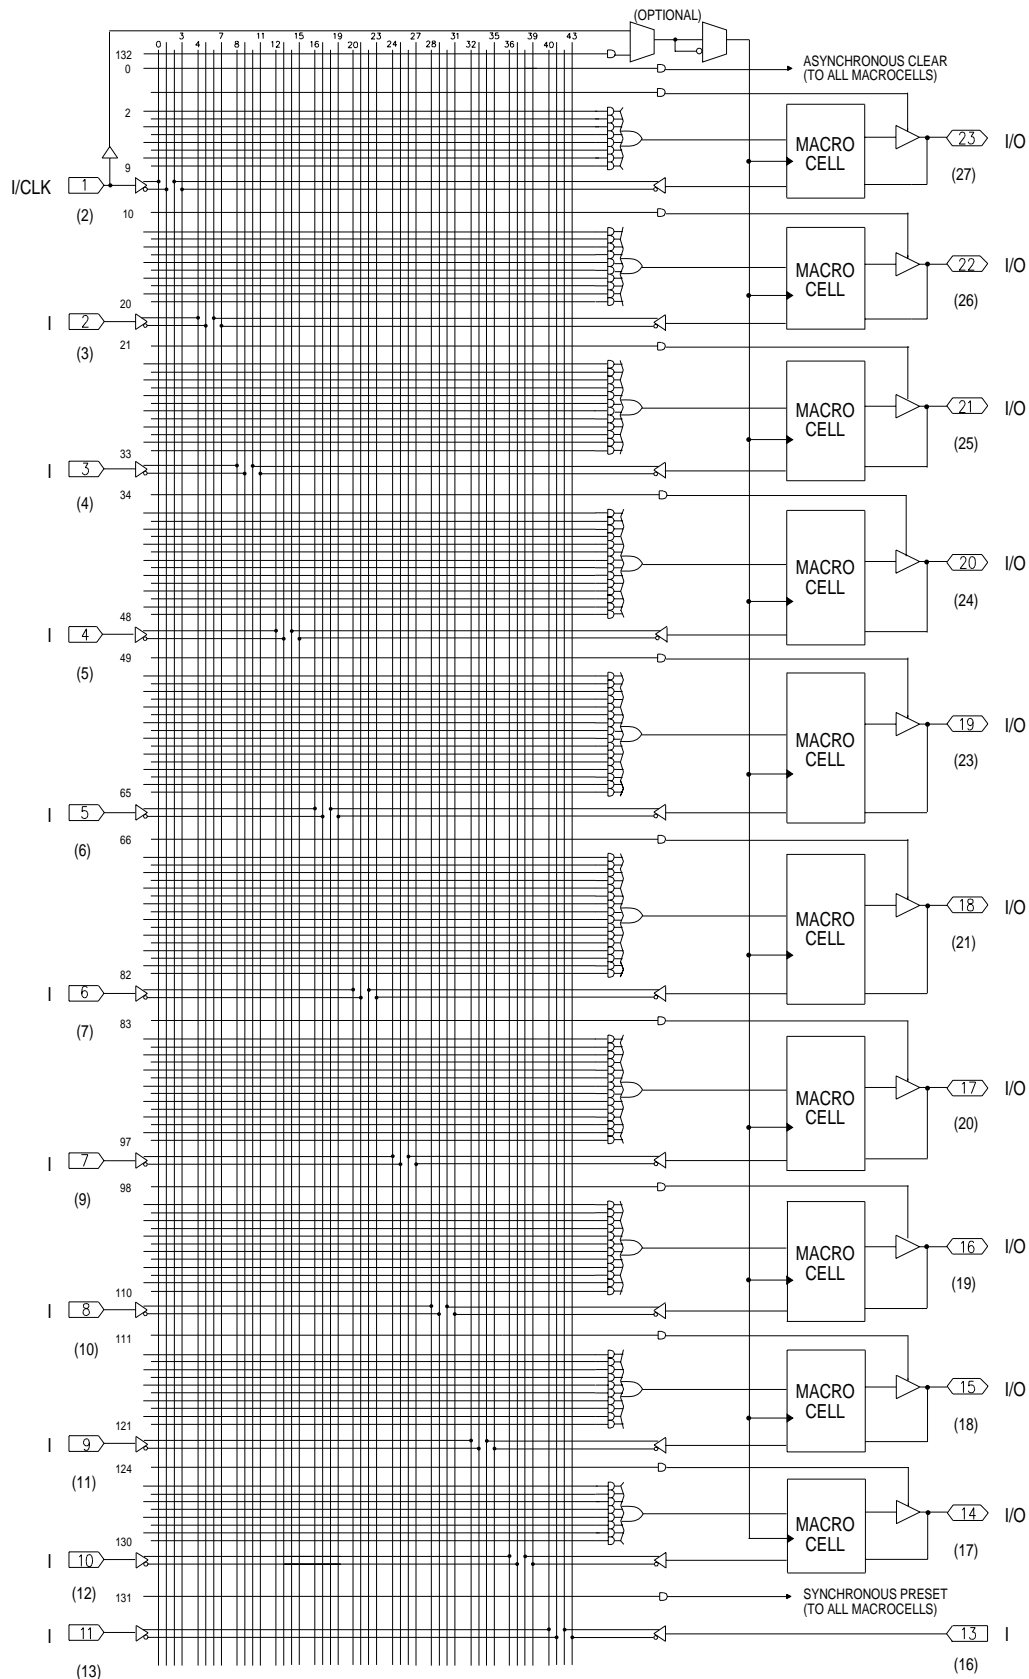 (OPTIONAL)
3 7 11 15 19 23 27 31 35 39 43
0 4 8 12 16 20 24 28 32 36 40
132
0
ASYNCHRONOUS CLEAR
(TO ALL MACROCELLS)
2
MACRO
CELL
23 I/O
(27)
9
I/CLK 1
(2)
10
MACRO
CELL
22 I/O
(26)
20
I 2
(3)
21
MACRO
CELL
21 I/O
(25)
33
I 3
(4)
34
MACRO
CELL
20 I/O
(24)
48
I 4
(5)
49
MACRO
CELL
19 I/O
(23)
65
I 5
(6)
66
MACRO
CELL
18 I/O
(21)
82
I 6
(7)
83
MACRO
CELL
17 I/O
(20)
97
I 7
(9)
98
MACRO
CELL
16 I/O
(19)
110
I 8
(10)
111
MACRO
CELL
15 I/O
(18)
121
I 9
(11)
124
MACRO
CELL
14 I/O
(17)
130
I 10
(12)
131
SYNCHRONOUS PRESET
(TO ALL MACROCELLS)
I 11
(13)
13 I
(16)